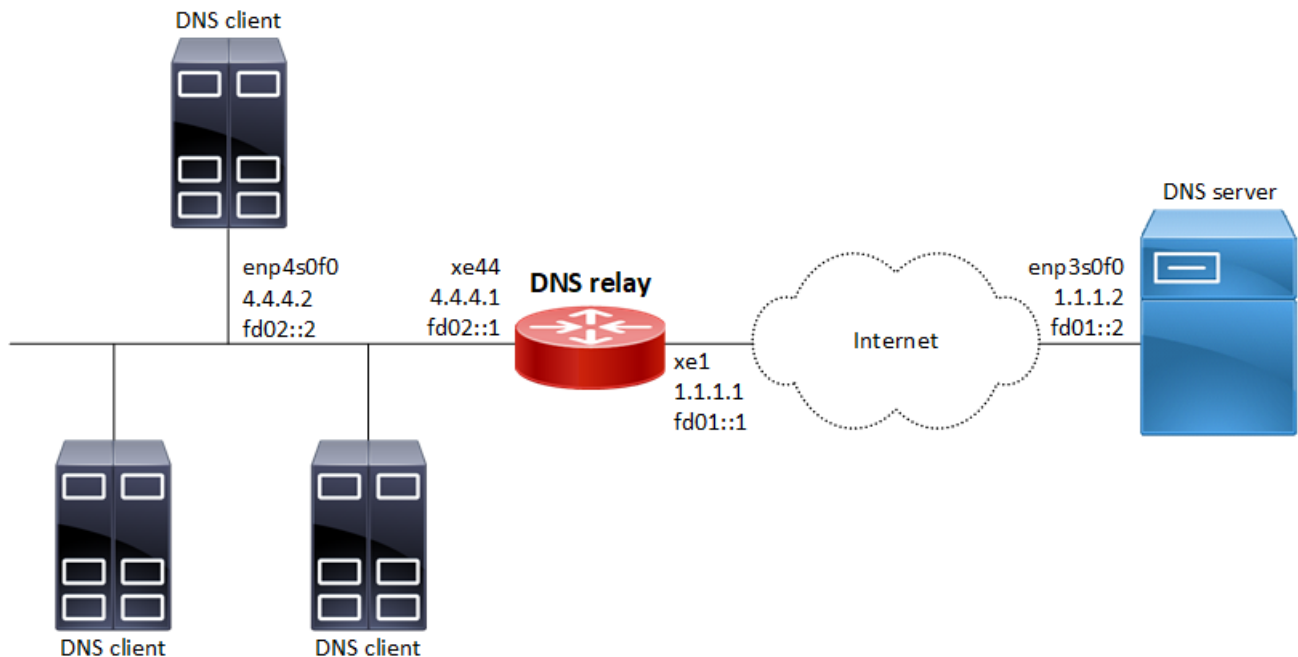 DNS client
DNS server
enp4s0f0
4.4.4.2
fd02::2
xe44
4.4.4.1
fd02::1
DNS relay
xe1
1.1.1.1
fd01::1
Internet
enp3s0f0
1.1.1.2
fd01::2
DNS client
DNS client